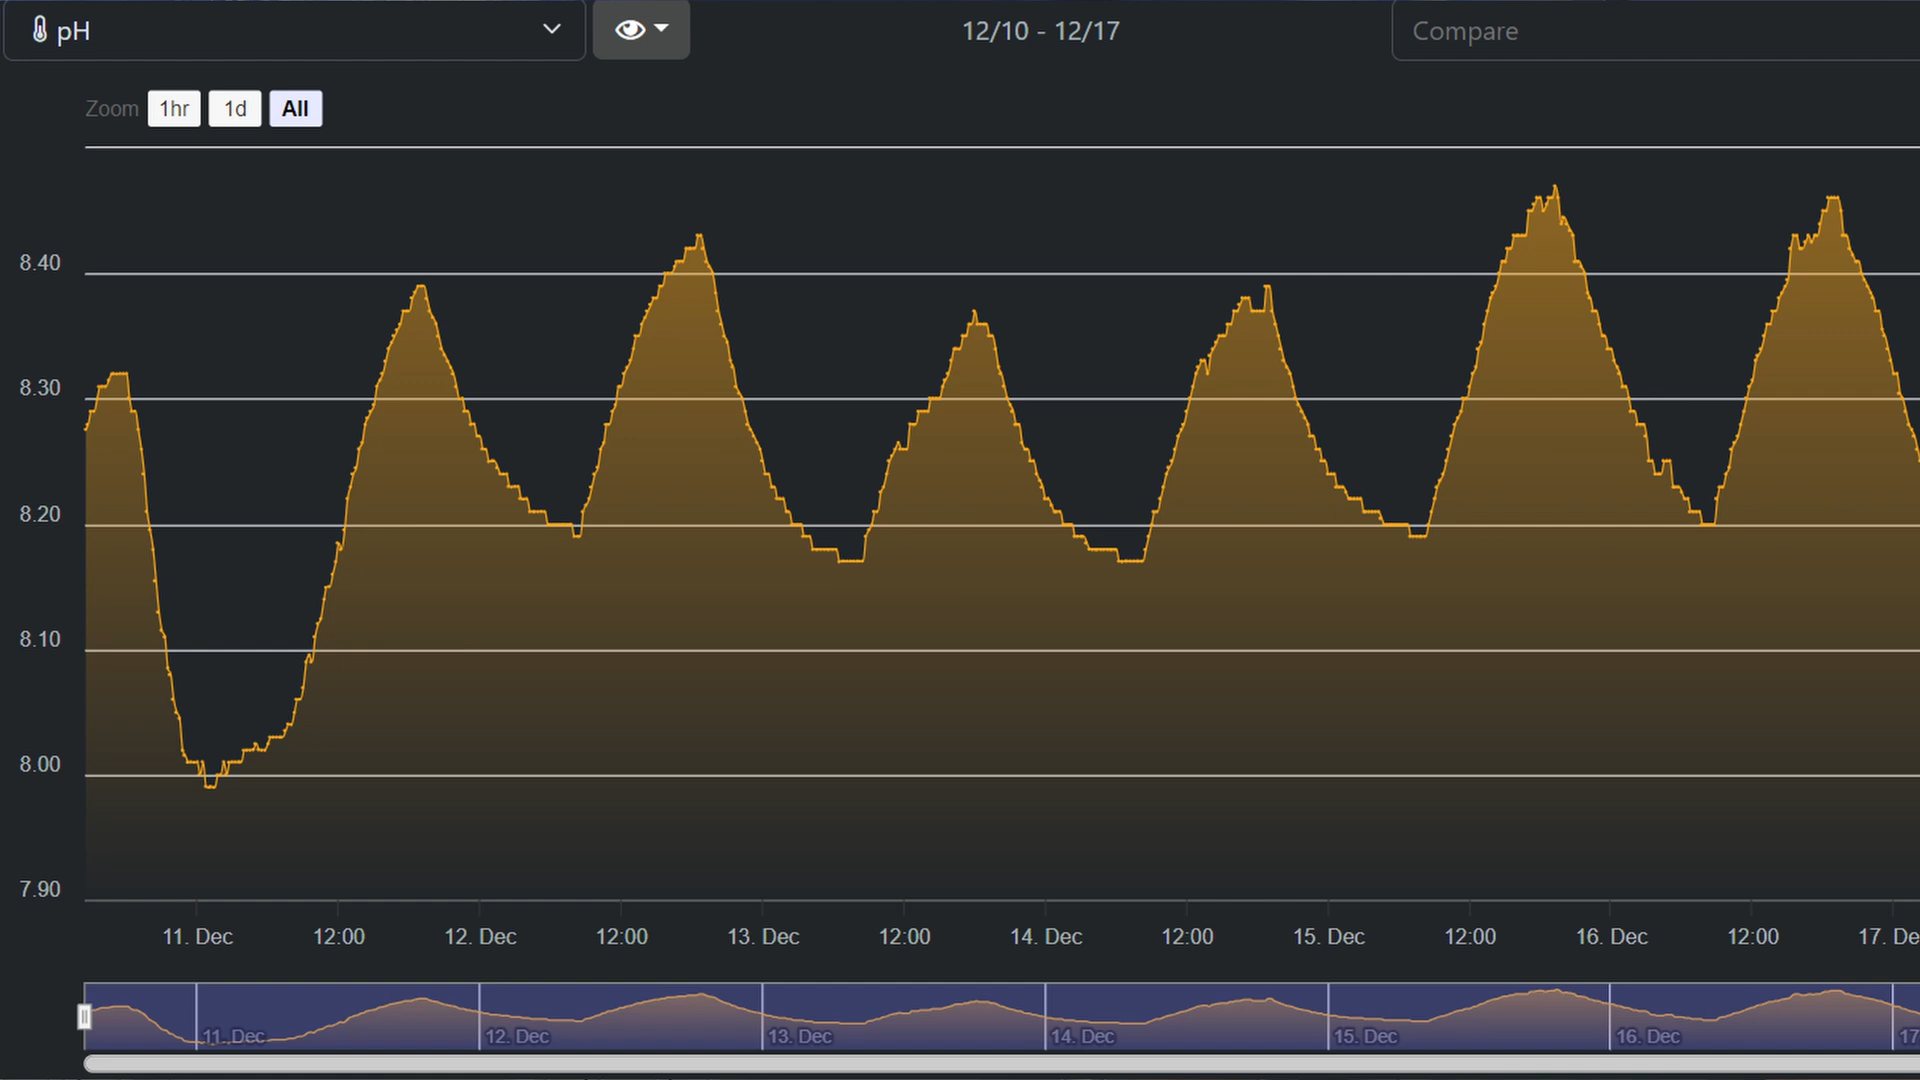 pH
12/10 - 12/17
Compare
Zoom 1hr 1d All
8.40
8.30
8.20
8.10
8.00
7.90
11. Dec 12:00 12. Dec 12:00 13. Dec 12:00 14. Dec 12:00 15. Dec 12:00 16. Dec 12:00 17. De
11. Dec 12. Dec 13. Dec 14. Dec 15. Dec 16. Dec 17